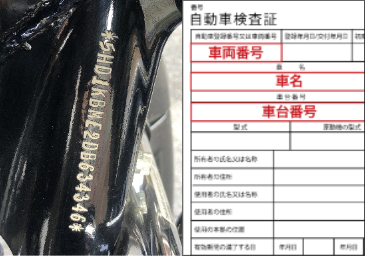 番号
自動車検査証
自動車登録番号又は車両番号 登録年月日/交付年月日 初
車両番号
車名
車名
車台番号
車台番号
型式 原動機の型式
所有者の氏名又は名称
所有者の住所
使用者の氏名又は名称
使用者の住所
使用の本拠の位置
有効期間の満了する日 年月日 年月日